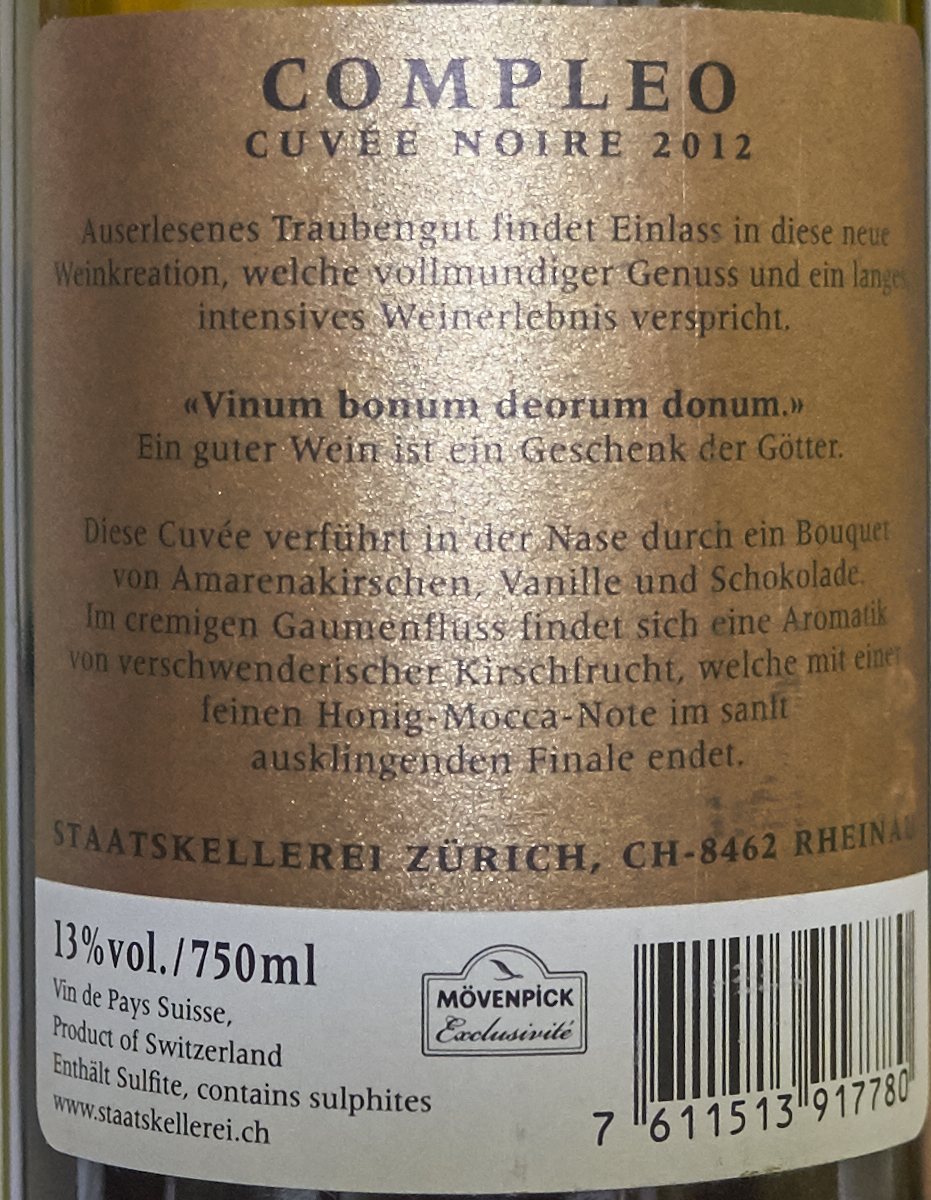 COMPLEO
CUVÉE NOIRE 2012
Auserlesenes Traubengut findet Einlass in diese neue
Weinkreation, welche vollmundiger Genuss und ein langes
intensives Weinerlebnis verspricht.
«Vinum bonum deorum donum.»
Ein guter Wein ist ein Geschenk der Götter.
Diese Cuvée verführt in der Nase durch ein Bouquet
von Amarenakirschen, Vanille und Schokolade.
Im cremigen Gaumenfluss findet sich eine Aromatik
von verschwenderischer Kirschfrucht, welche mit einer
feinen Honig-Mocca-Note im sanft
ausklingenden Finale endet.
STAATSKELLEREI ZÜRICH, CH-8462 RHEINAU
13%vol./750ml
Vin de Pays Suisse,
Product of Switzerland
Enthält Sulfite, contains sulphites
www.staatskellerei.ch
MÖVENPICK
Exclusivité
7 611513 917780